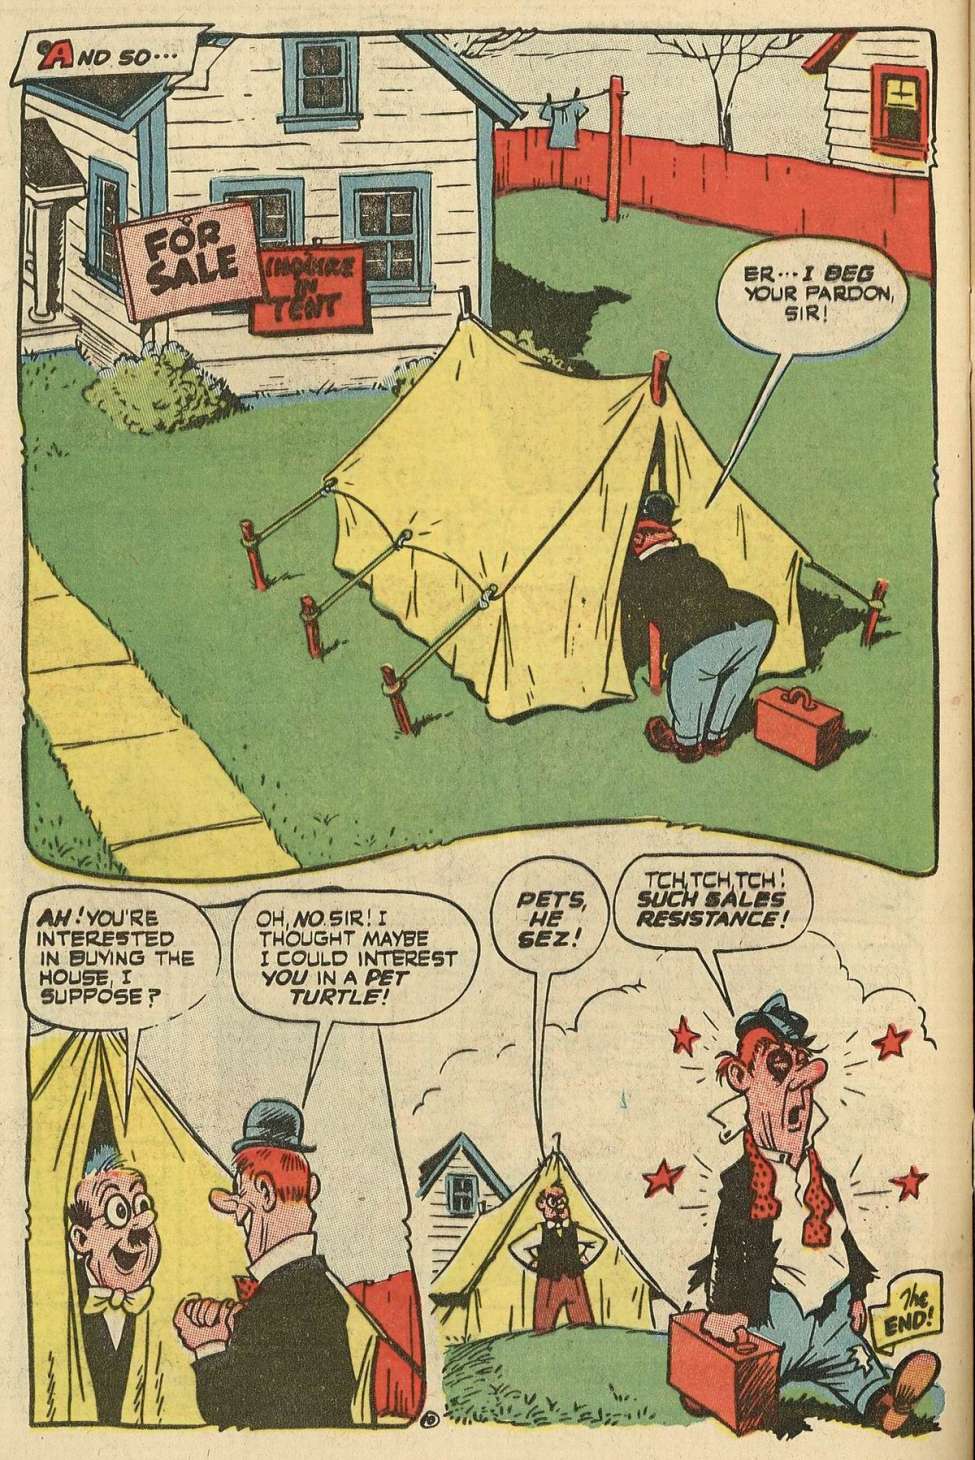 AND SO...
FOR
SALE
INQUIRE
IN
TENT
ER... I BEG
YOUR PARDON,
SIR!
AH! YOU'RE
INTERESTED
IN BUYING THE
HOUSE, I
SUPPOSE?
OH, NO, SIR! I
THOUGHT MAYBE
I COULD INTEREST
YOU IN A PET
TURTLE!
PETS,
HE
SEZ!
TCH, TCH, TCH!
SUCH SALES
RESISTANCE!
The
END!